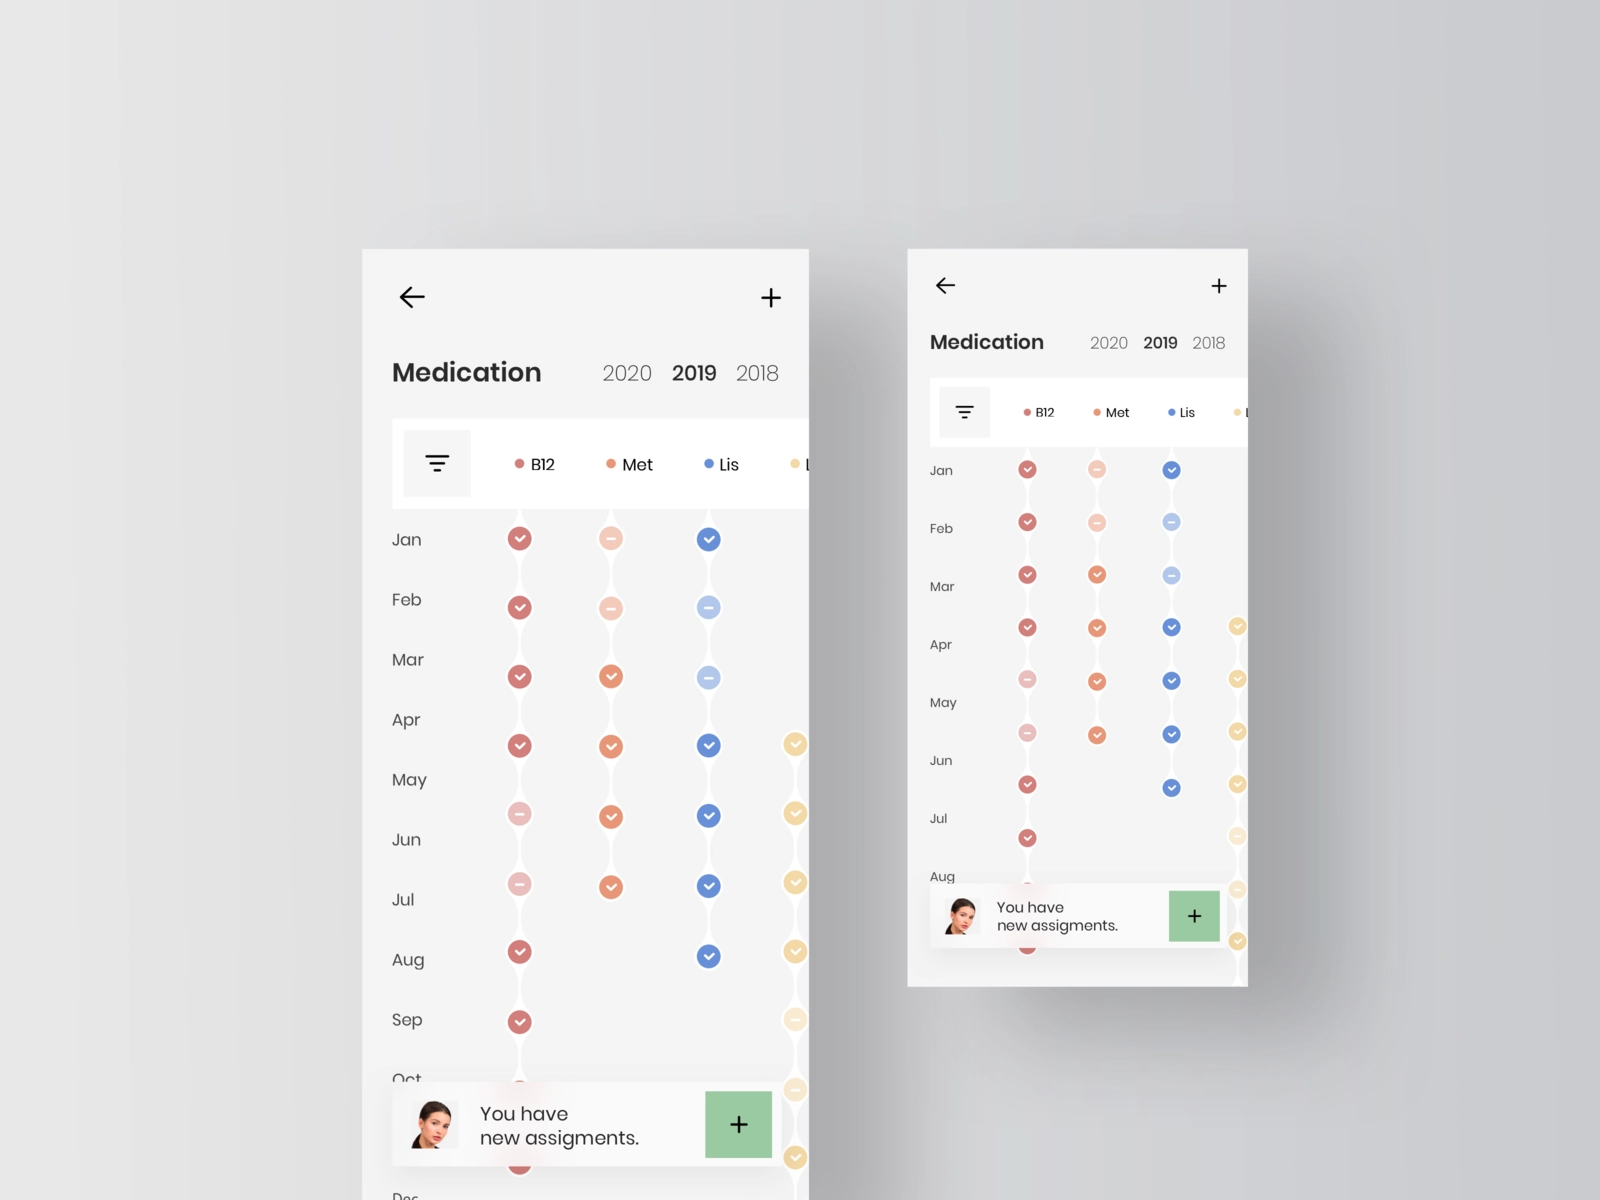 Medication 2020 2019 2018
B12 Met Lis
Jan
Feb
Mar
Apr
May
Jun
Jul
Aug
Sep
Oct
You have
new assigments.
Dec
Medication 2020 2019 2018
B12 Met Lis
Jan
Feb
Mar
Apr
May
Jun
Jul
Aug
You have
new assigments.